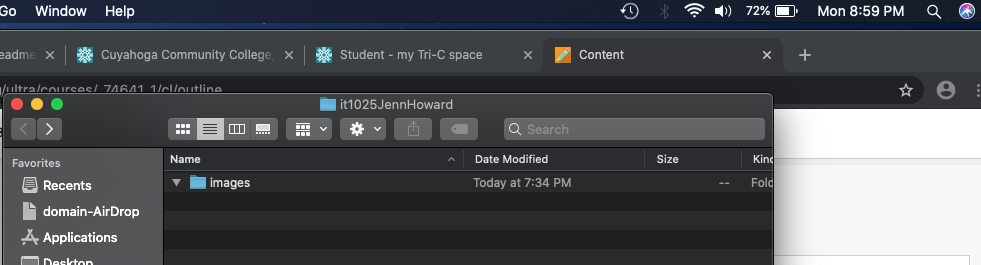 Go Window Help 72% Mon 8:59 PM
eadme Cuyahoga Community College, Student - my Tri-C space Content
/ultra/courses/_74641_1/cl/outline
it1025JennHoward
Search
Favorites Name Date Modified Size Kind
Recents images Today at 7:34 PM -- Fold
domain-AirDrop
Applications
Desktop